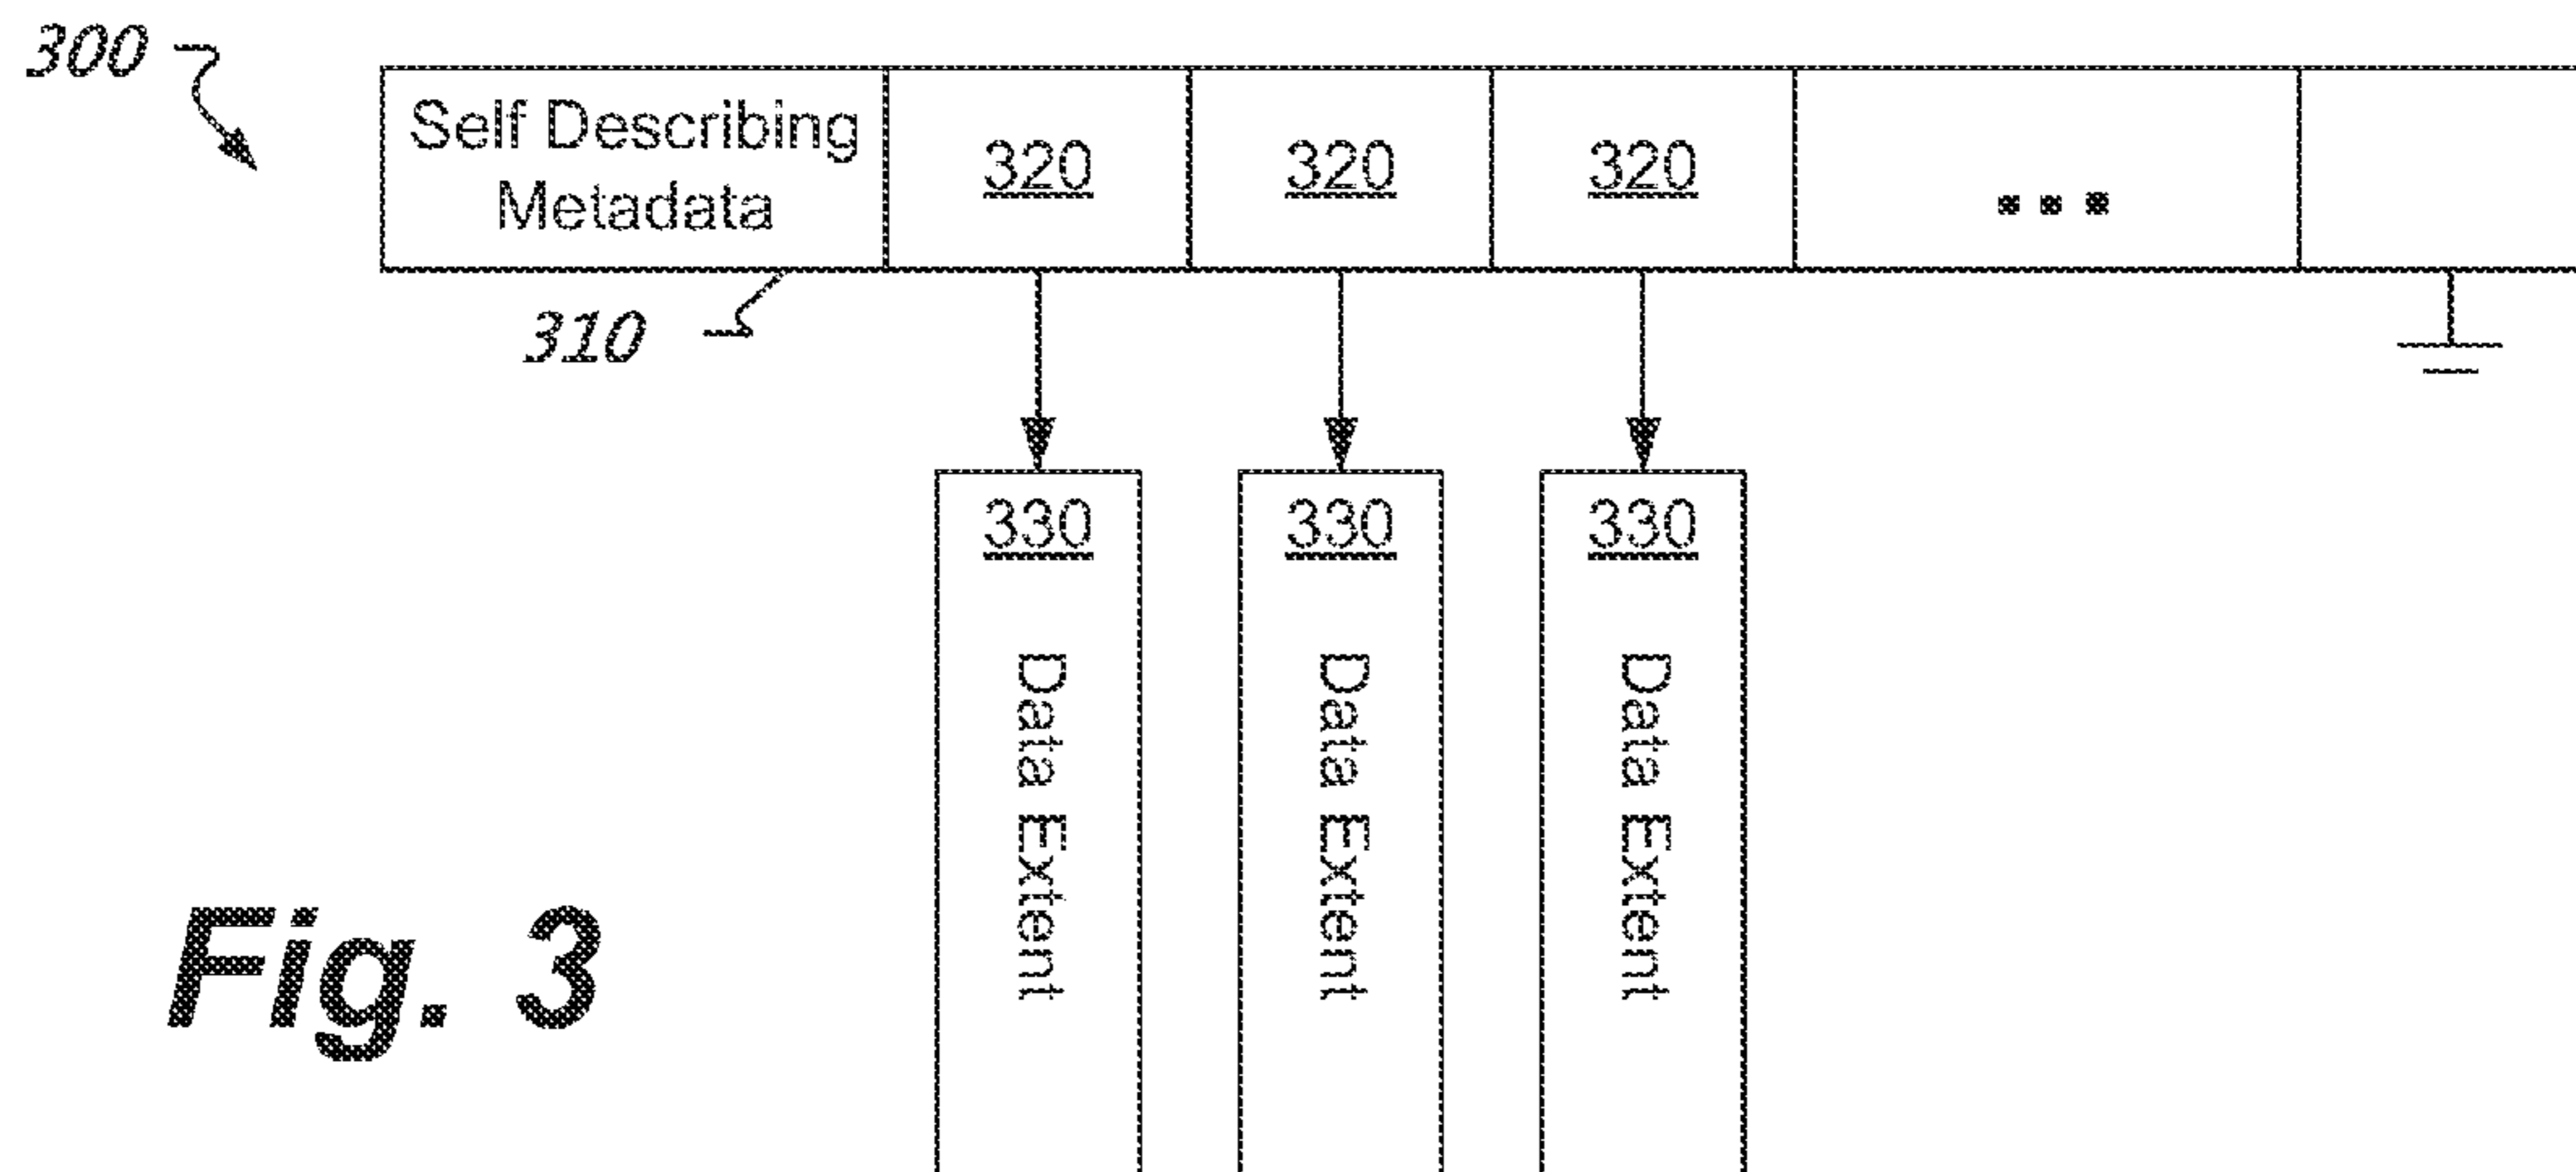 300
Self Describing
Metadata
320
320
320
...
310
330
330
330
Data Extent
Data Extent
Data Extent
Fig. 3